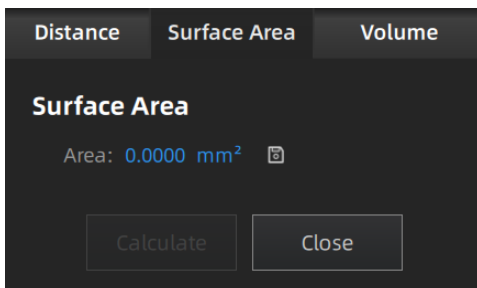 Distance Surface Area Volume
Surface Area
Area: 0.0000 mm²
Calculate Close